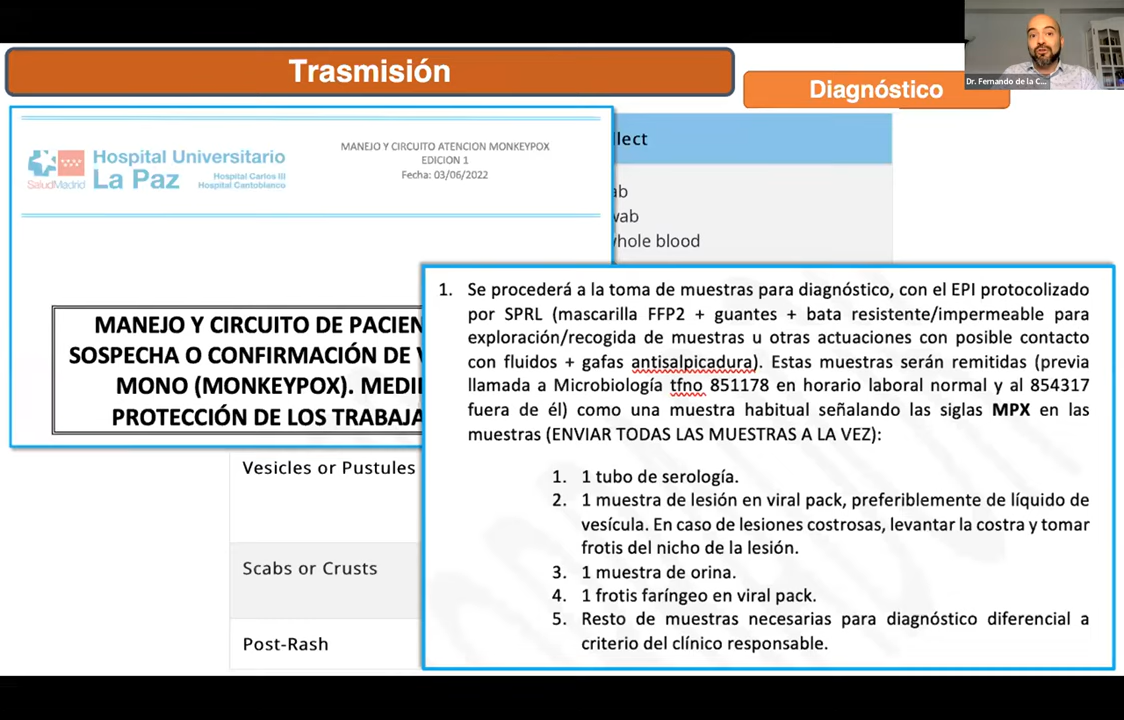 Trasmisión
Diagnóstico
Dr. Fernando de la C...
Hospital Universitario
La Paz
Hospital Carlos III
Hospital Cantoblanco
SaludMadrid
MANEJO Y CIRCUITO ATENCION MONKEYPOX
EDICION 1
Fecha: 03/06/2022
MANEJO Y CIRCUITO DE PACIEN
SOSPECHA O CONFIRMACIÓN DE V
MONO (MONKEYPOX). MEDI
PROTECCIÓN DE LOS TRABAJA
llect
ab
wab
whole blood
Vesicles or Pustules
Scabs or Crusts
Post-Rash
1. Se procederá a la toma de muestras para diagnóstico, con el EPI protocolizado
por SPRL (mascarilla FFP2 + guantes + bata resistente/impermeable para
exploración/recogida de muestras u otras actuaciones con posible contacto
con fluidos + gafas antisalpicadura). Estas muestras serán remitidas (previa
llamada a Microbiología tfno 851178 en horario laboral normal y al 854317
fuera de él) como una muestra habitual señalando las siglas MPX en las
muestras (ENVIAR TODAS LAS MUESTRAS A LA VEZ):
1. 1 tubo de serología.
2. 1 muestra de lesión en viral pack, preferiblemente de líquido de
vesícula. En caso de lesiones costrosas, levantar la costra y tomar
frotis del nicho de la lesión.
3. 1 muestra de orina.
4. 1 frotis faríngeo en viral pack.
5. Resto de muestras necesarias para diagnóstico diferencial a
criterio del clínico responsable.